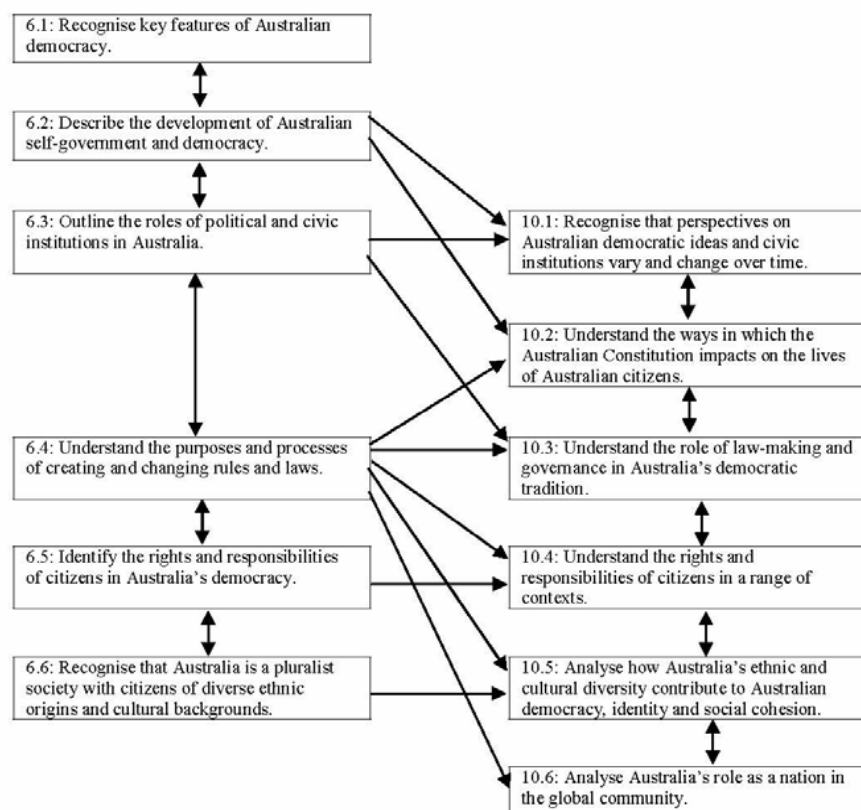 6.1: Recognise key features of Australian
democracy.
6.2: Describe the development of Australian
self-government and democracy.
6.3: Outline the roles of political and civic
institutions in Australia.
6.4: Understand the purposes and processes
of creating and changing rules and laws.
6.5: Identify the rights and responsibilities
of citizens in Australia’s democracy.
6.6: Recognise that Australia is a pluralist
society with citizens of diverse ethnic
origins and cultural backgrounds.
10.1: Recognise that perspectives on
Australian democratic ideas and civic
institutions vary and change over time.
10.2: Understand the ways in which the
Australian Constitution impacts on the lives
of Australian citizens.
10.3: Understand the role of law-making and
governance in Australia’s democratic
tradition.
10.4: Understand the rights and
responsibilities of citizens in a range of
contexts.
10.5: Analyse how Australia’s ethnic and
cultural diversity contribute to Australian
democracy, identity and social cohesion.
10.6: Analyse Australia’s role as a nation in
the global community.